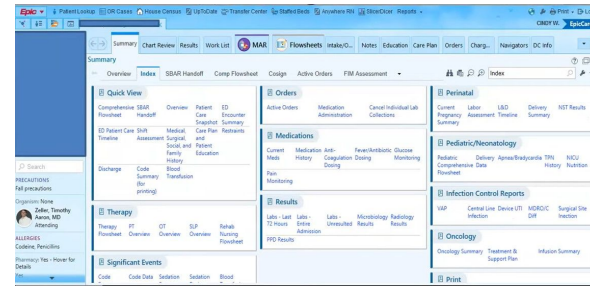 Epic Patient Lookup OR Cases House Census UpToDate Transfer Center Staffed Beds Anywhere RN SlicerDicer Reports Print
CINDY W. EpicCare
Summary Chart Review Results Work List MAR Flowsheets Intake/O... Notes Education Care Plan Orders Charg... Navigators DC Info
Summary
Overview Index SBAR Handoff Comp Flowsheet Cosign Active Orders FIM Assessment Index
Quick View
Comprehensive Flowsheet SBAR Handoff Overview Patient Care Snapshot ED Encounter Summary
ED Patient Care Timeline Shift Assessment Medical, Surgical, Social, and Family History Care Plan and Patient Education Restraints
Discharge Code Summary (for printing) Blood Transfusion
Therapy
Therapy Flowsheet PT Overview OT Overview SLP Overview Rehab Nursing Flowsheet
Significant Events
Code Code Data Sedation Sedation Blood
Orders
Active Orders Medication Administration Cancel Individual Lab Collections
Medications
Current Meds Medication History Anti-Coagulation Dosing Fever/Antibiotic Dosing Glucose Monitoring
Pain Monitoring
Results
Labs - Last 72 Hours Labs - Entire Admission Labs - Unresulted Microbiology Results Radiology Results
PPD Results
Perinatal
Current Pregnancy Summary Labor Assessment L&D Timeline Delivery Summary NST Results
Pediatric/Neonatology
Pediatric Comprehensive Flowsheet Delivery Data Apnea/Bradycardia TPN History NICU Nutrition
Infection Control Reports
VAP Central Line Infection Device UTI MDRO/C Diff Surgical Site
Oncology
Oncology Summary Treatment & Support Plan Infusion Summary
Print
Search
PRECAUTIONS
Fall precautions
Organism: None
Zeller, Timothy
Aaron, MD
Attending
ALLERGIES
Codeine, Penicillins
Pharmacy: Yes - Hover for
Details